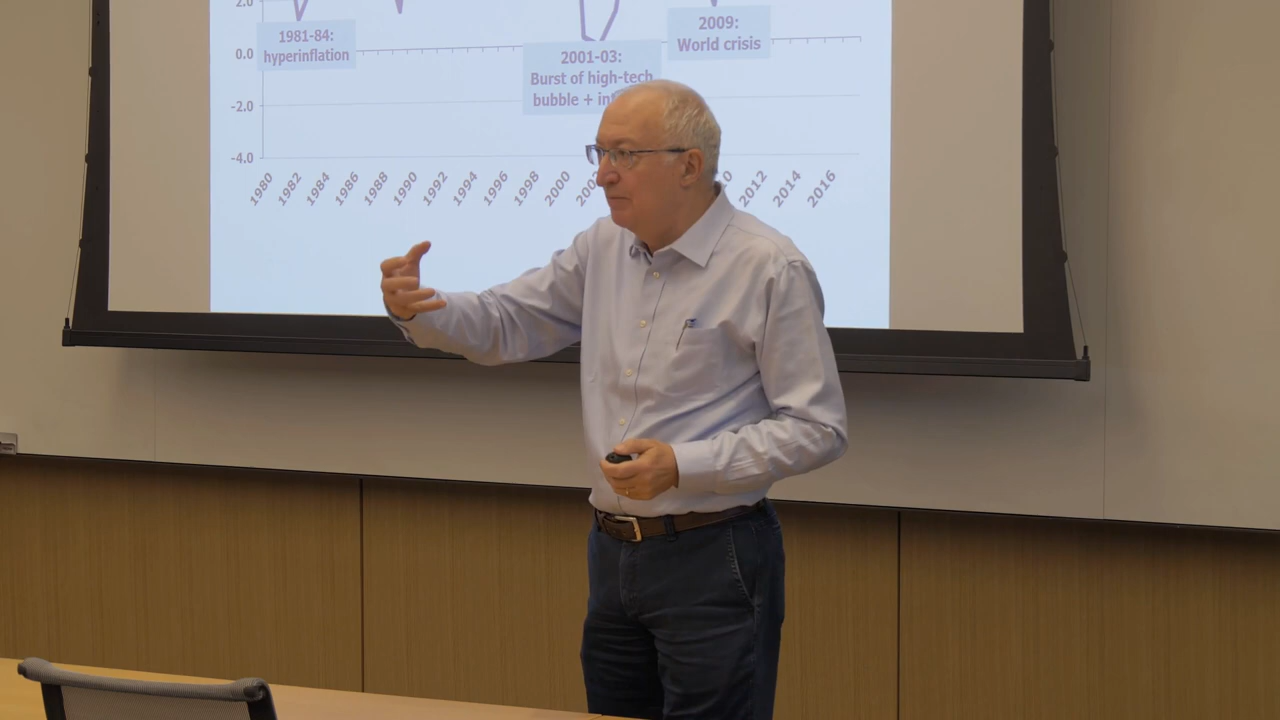 2.0
1981-84:
hyperinflation
2009:
World crisis
0.0
2001-03:
Burst of high-tech
bubble +
-2.0
-4.0
1980 1982 1984 1986 1988 1990 1992 1994 1996 1998 2000 2012 2014 2016